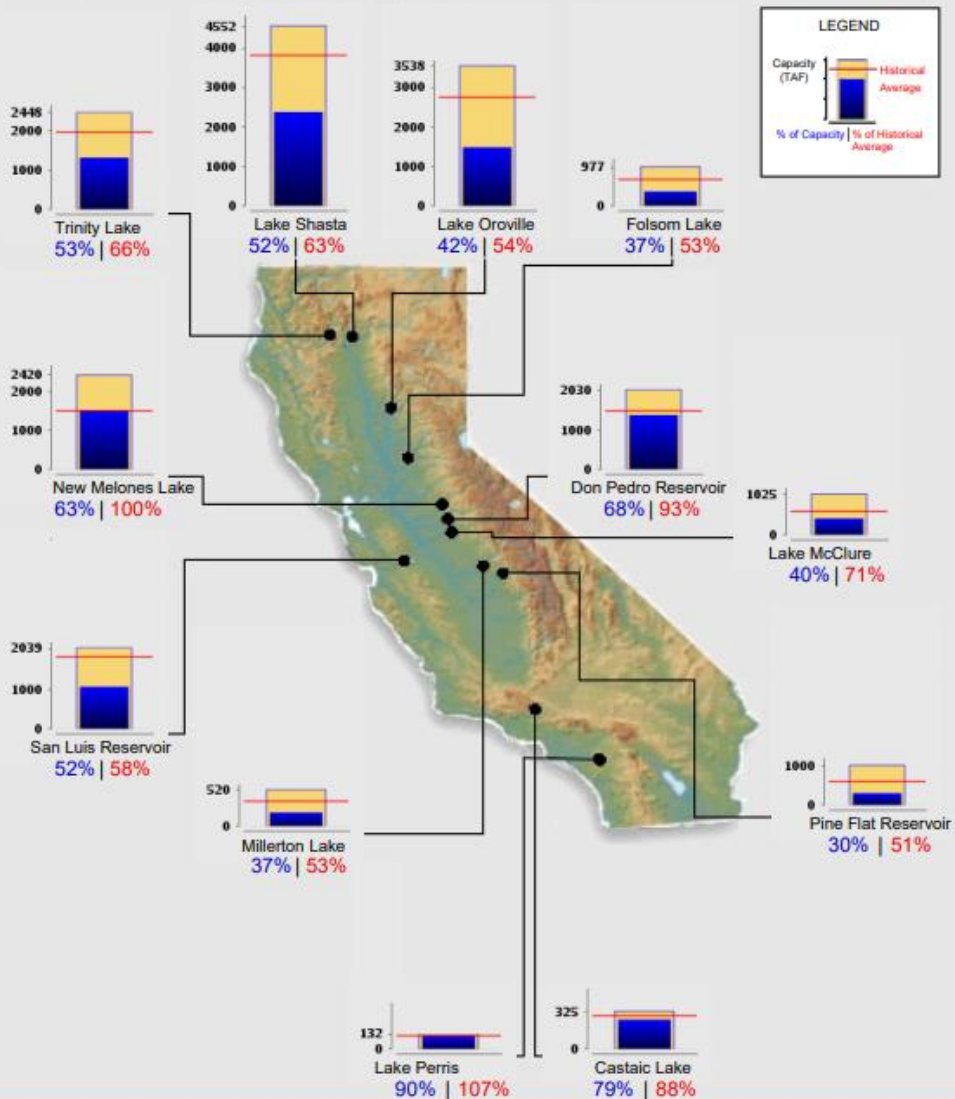 4552
4000
3000
2000
1000
0
Lake Shasta
52% | 63%
3538
3000
2000
1000
0
Lake Oroville
42% | 54%
LEGEND
Capacity
(TAF)
Historical
Average
% of Capacity | % of Historical
Average
2448
2000
1000
0
Trinity Lake
53% | 66%
977
0
Folsom Lake
37% | 53%
2420
2000
1000
0
New Melones Lake
63% | 100%
2030
1000
0
Don Pedro Reservoir
68% | 93%
1025
0
Lake McClure
40% | 71%
2039
1000
0
San Luis Reservoir
52% | 58%
520
0
Millerton Lake
37% | 53%
1000
0
Pine Flat Reservoir
30% | 51%
132
0
Lake Perris
90% | 107%
325
0
Castaic Lake
79% | 88%